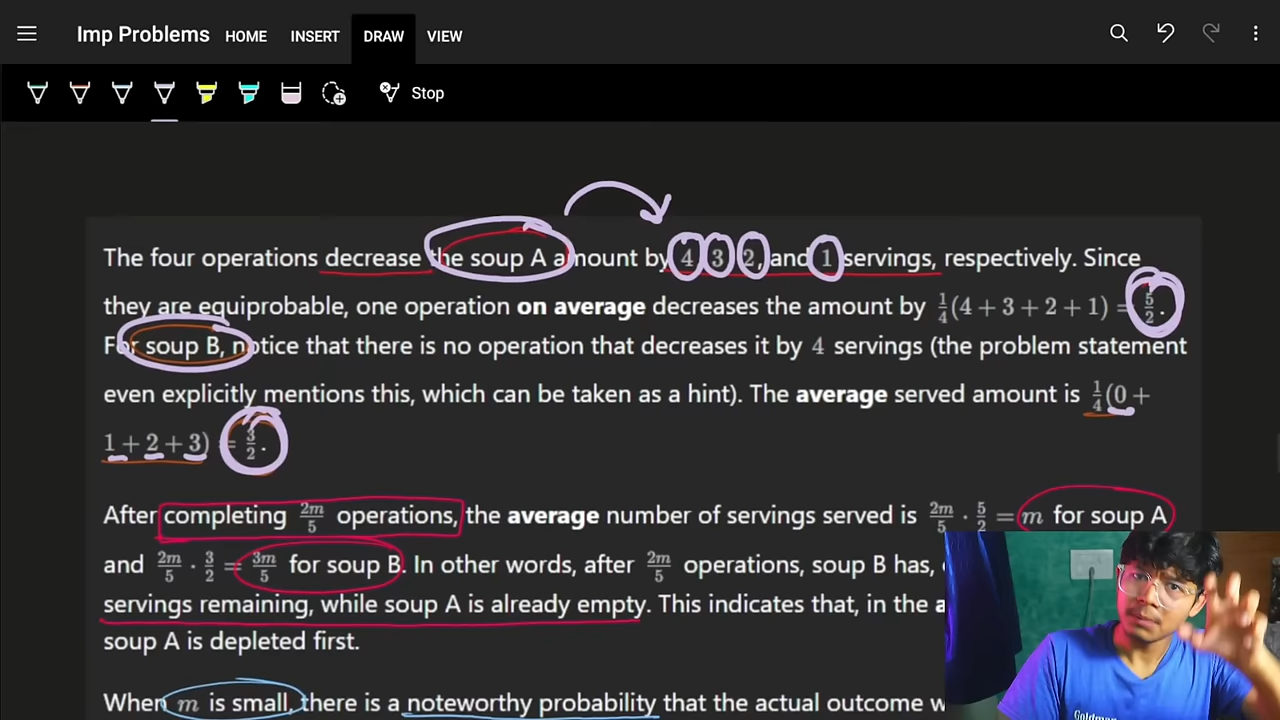 Imp Problems HOME INSERT DRAW VIEW
Stop
The four operations decrease the soup A amount by 4, 3, 2, and 1 servings, respectively. Since
they are equiprobable, one operation on average decreases the amount by 1/4(4 + 3 + 2 + 1) = 5/2.
For soup B, notice that there is no operation that decreases it by 4 servings (the problem statement
even explicitly mentions this, which can be taken as a hint). The average served amount is 1/4(0 +
1 + 2 + 3) = 3/2.
After completing 2m/5 operations, the average number of servings served is 2m/5 · 5/2 = m for soup A
and 2m/5 · 3/2 = 3m/5 for soup B. In other words, after 2m/5 operations, soup B has,
servings remaining, while soup A is already empty. This indicates that, in the
soup A is depleted first.
When m is small, there is a noteworthy probability that the actual outcome
Goldman